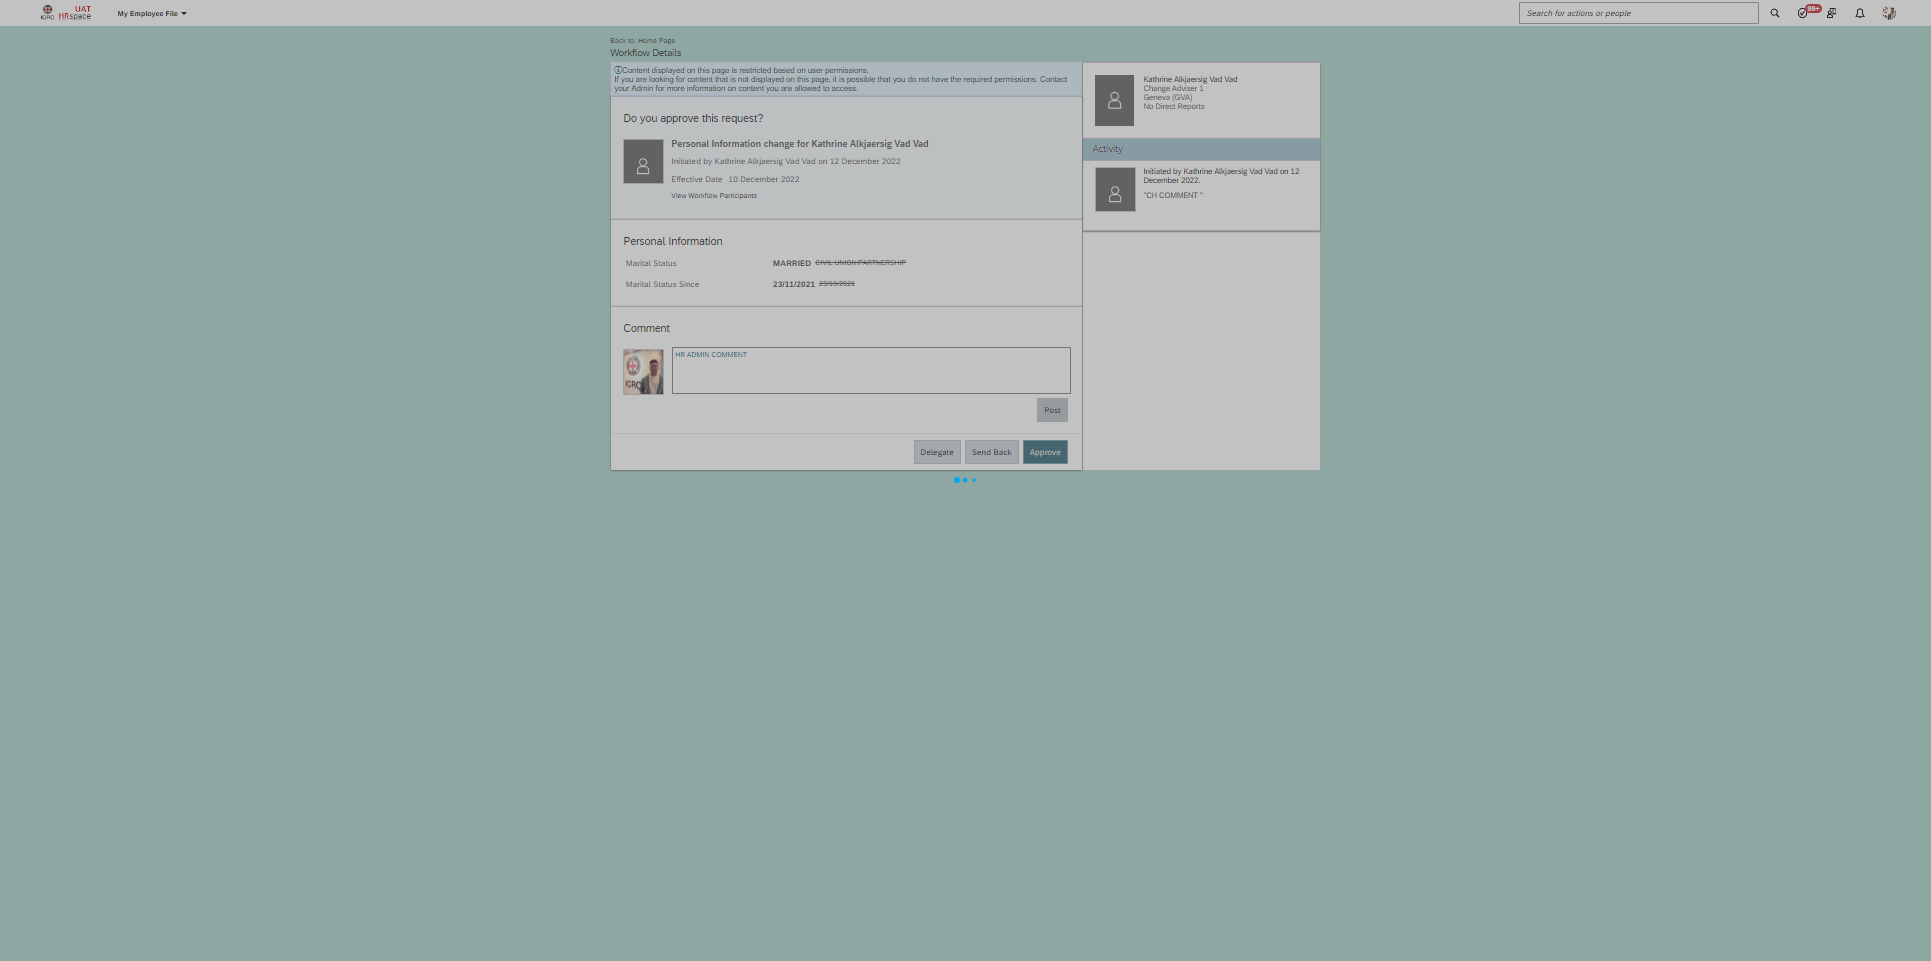 ICRC
UAT
HRspace
My Employee File
Search for actions or people
99+
Back to: Home Page
Workflow Details
Content displayed on this page is restricted based on user permissions.
If you are looking for content that is not displayed on this page, it is possible that you do not have the required permissions. Contact
your Admin for more information on content you are allowed to access.
Do you approve this request?
Personal Information change for Kathrine Alkjaersig Vad Vad
Initiated by Kathrine Alkjaersig Vad Vad on 12 December 2022
Effective Date 10 December 2022
View Workflow Participants
Personal Information
Marital Status MARRIED CIVIL UNION/PARTNERSHIP
Marital Status Since 23/11/2021 23/10/2021
Comment
ICRC
HR ADMIN COMMENT
Post
Delegate Send Back Approve
Kathrine Alkjaersig Vad Vad
Change Adviser 1
Geneva (GVA)
No Direct Reports
Activity
Initiated by Kathrine Alkjaersig Vad Vad on 12
December 2022.
"CH COMMENT "